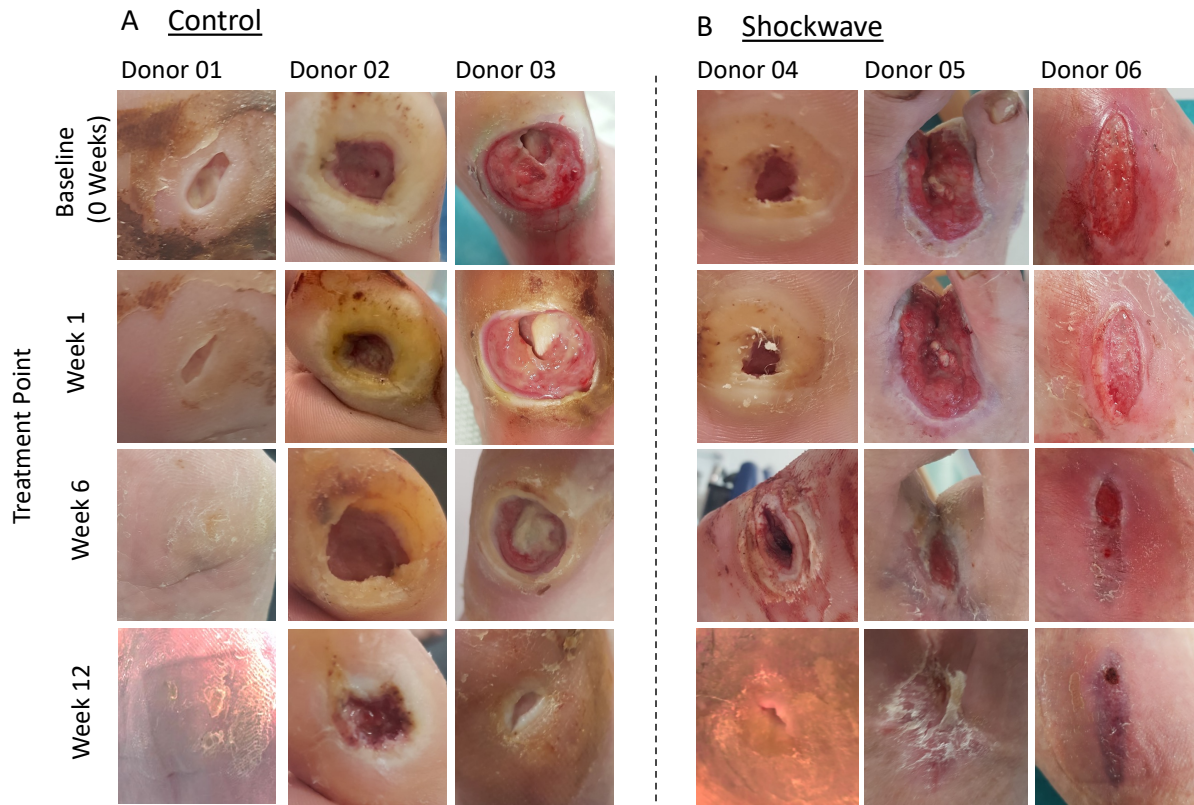 A Control
B Shockwave
Donor 01
Donor 02
Donor 03
Donor 04
Donor 05
Donor 06
Treatment Point
Baseline
(0 Weeks)
Week 1
Week 6
Week 12